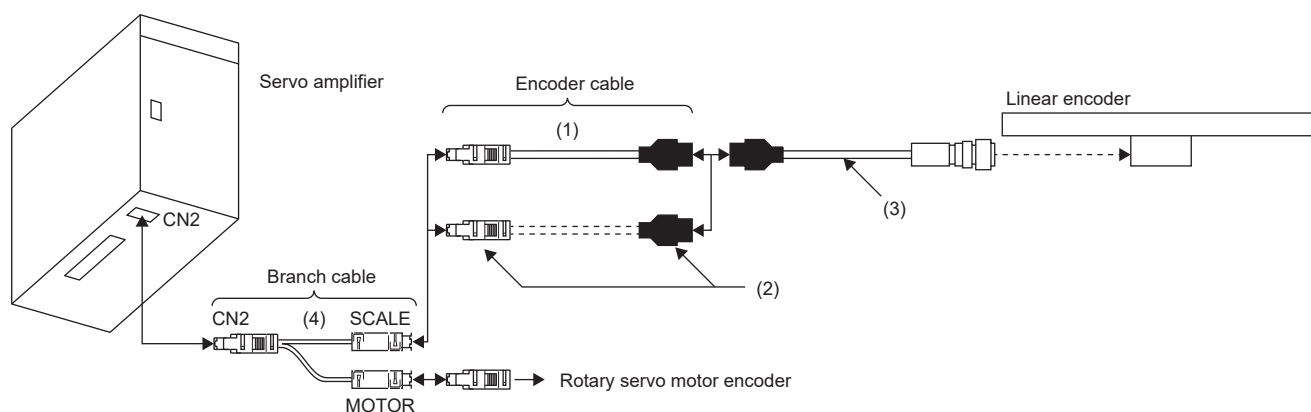 Servo amplifier
Encoder cable
(1)
Linear encoder
(3)
CN2
(2)
Branch cable
CN2
(4)
SCALE
MOTOR
Rotary servo motor encoder